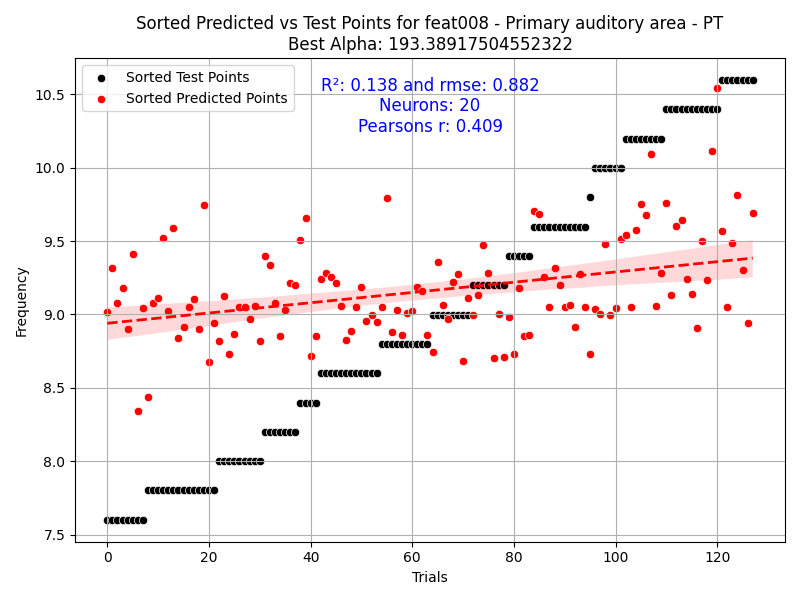 Sorted Predicted vs Test Points for feat008 - Primary auditory area - PT
Best Alpha: 193.38917504552322
Sorted Test Points
Sorted Predicted Points
R²: 0.138 and rmse: 0.882
Neurons: 20
Pearsons r: 0.409
Frequency
10.5
10.0
9.5
9.0
8.5
8.0
7.5
0 20 40 60 80 100 120
Trials